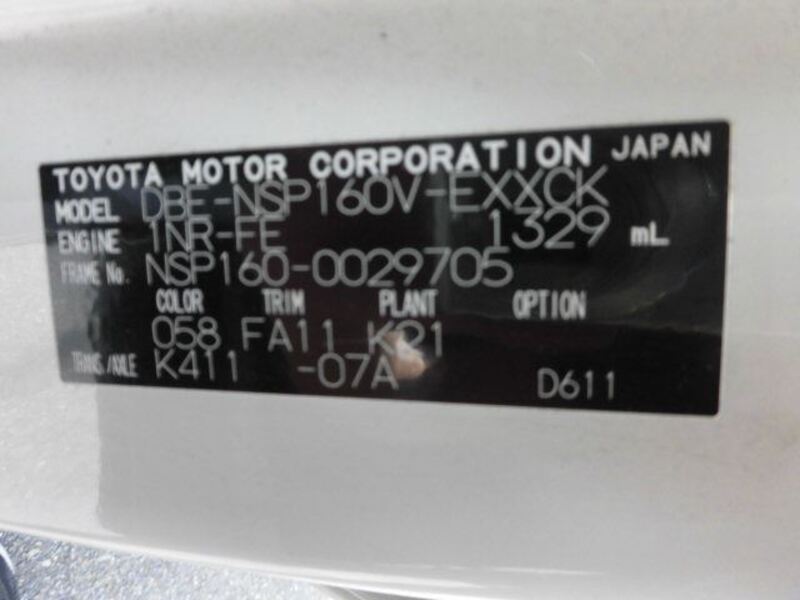 TOYOTA MOTOR CORPORATION JAPAN
MODEL DBE-NSP160V-EXXCK
ENGINE 1NR-FE 1329 mL
FRAME No. NSP160-0029705
COLOR TRIM PLANT OPTION
058 FA11 K21
TRANS./AXLE K411 -07A D611